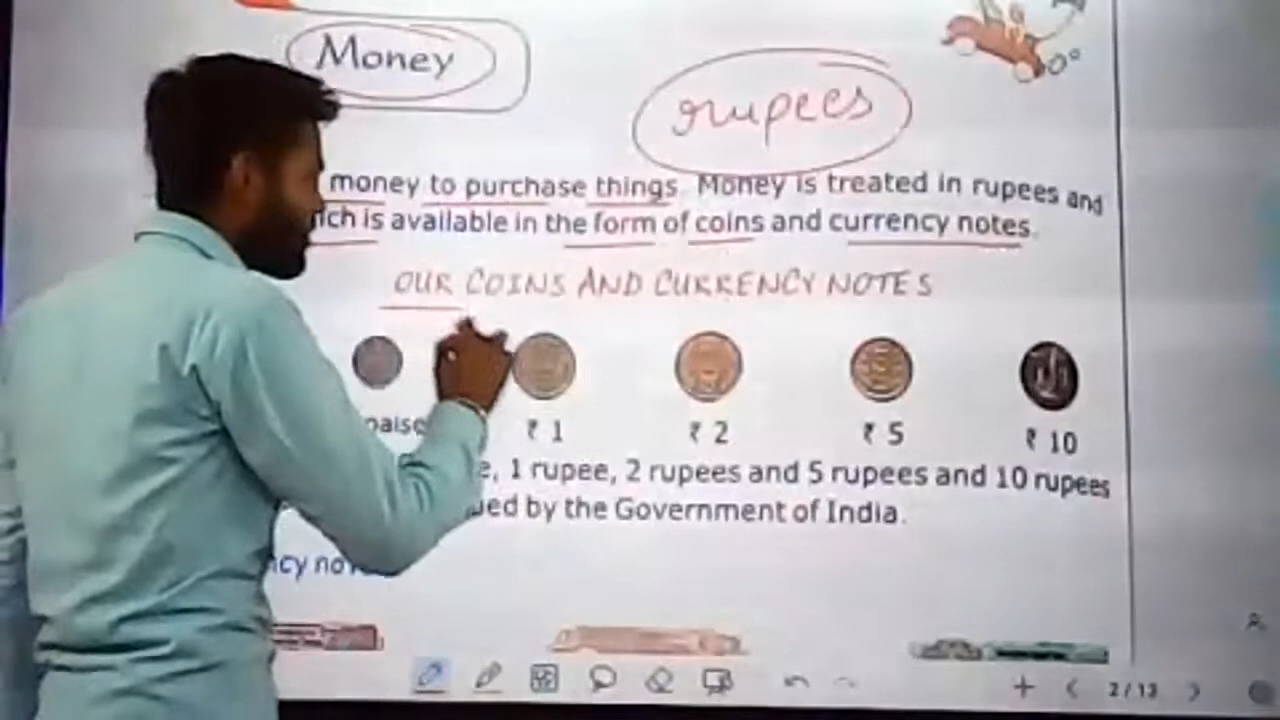 Money
rupees
money to purchase things. Money is treated in rupees and
is available in the form of coins and currency notes.
OUR COINS AND CURRENCY NOTES
₹ 1 ₹ 2 ₹ 5 ₹ 10
1 rupee, 2 rupees and 5 rupees and 10 rupees
by the Government of India.
2/13